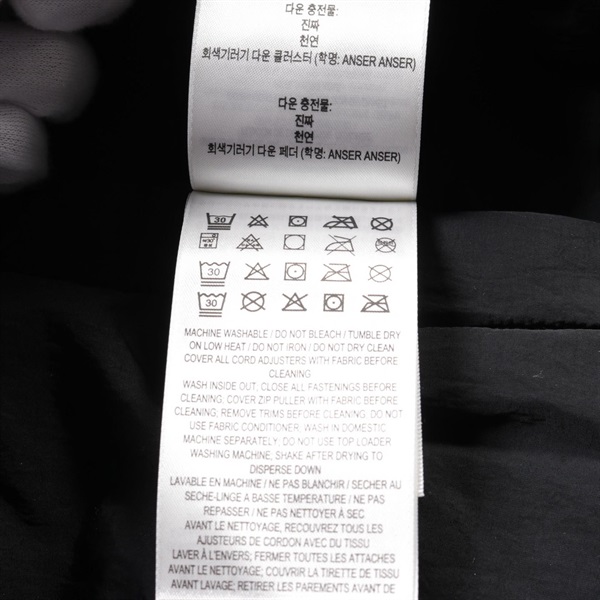 다운 충전물:
진짜
천연
회색기러기 다운 클러스터 (학명: ANSER ANSER)
다운 충전물:
진짜
천연
회색기러기 다운 페더 (학명: ANSER ANSER)
30
30
30
MACHINE WASHABLE / DO NOT BLEACH / TUMBLE DRY
ON LOW HEAT / DO NOT IRON / DO NOT DRY CLEAN
COVER ALL CORD ADJUSTERS WITH FABRIC BEFORE
CLEANING
WASH INSIDE OUT; CLOSE ALL FASTENINGS BEFORE
CLEANING; COVER ZIP PULLER WITH FABRIC BEFORE
CLEANING; REMOVE TRIMS BEFORE CLEANING; DO NOT
USE FABRIC CONDITIONER; WASH IN DOMESTIC
MACHINE SEPARATELY; DO NOT USE TOP LOADER
WASHING MACHINE; SHAKE AFTER DRYING TO
DISPERSE DOWN
LAVABLE EN MACHINE / NE PAS BLANCHIR / SECHER AU
SECHE-LINGE A BASSE TEMPERATURE / NE PAS
REPASSER / NE PAS NETTOYER À SEC
AVANT LE NETTOYAGE, RECOUVREZ TOUS LES
AJUSTEURS DE CORDON AVEC DU TISSU
LAVER À L'ENVERS; FERMER TOUTES LES ATTACHES
AVANT LE NETTOYAGE; COUVRIR LA TIRETTE DE TISSU
AVANT LAVAGE; RETIRER LES PAREMENTS AVANT DE